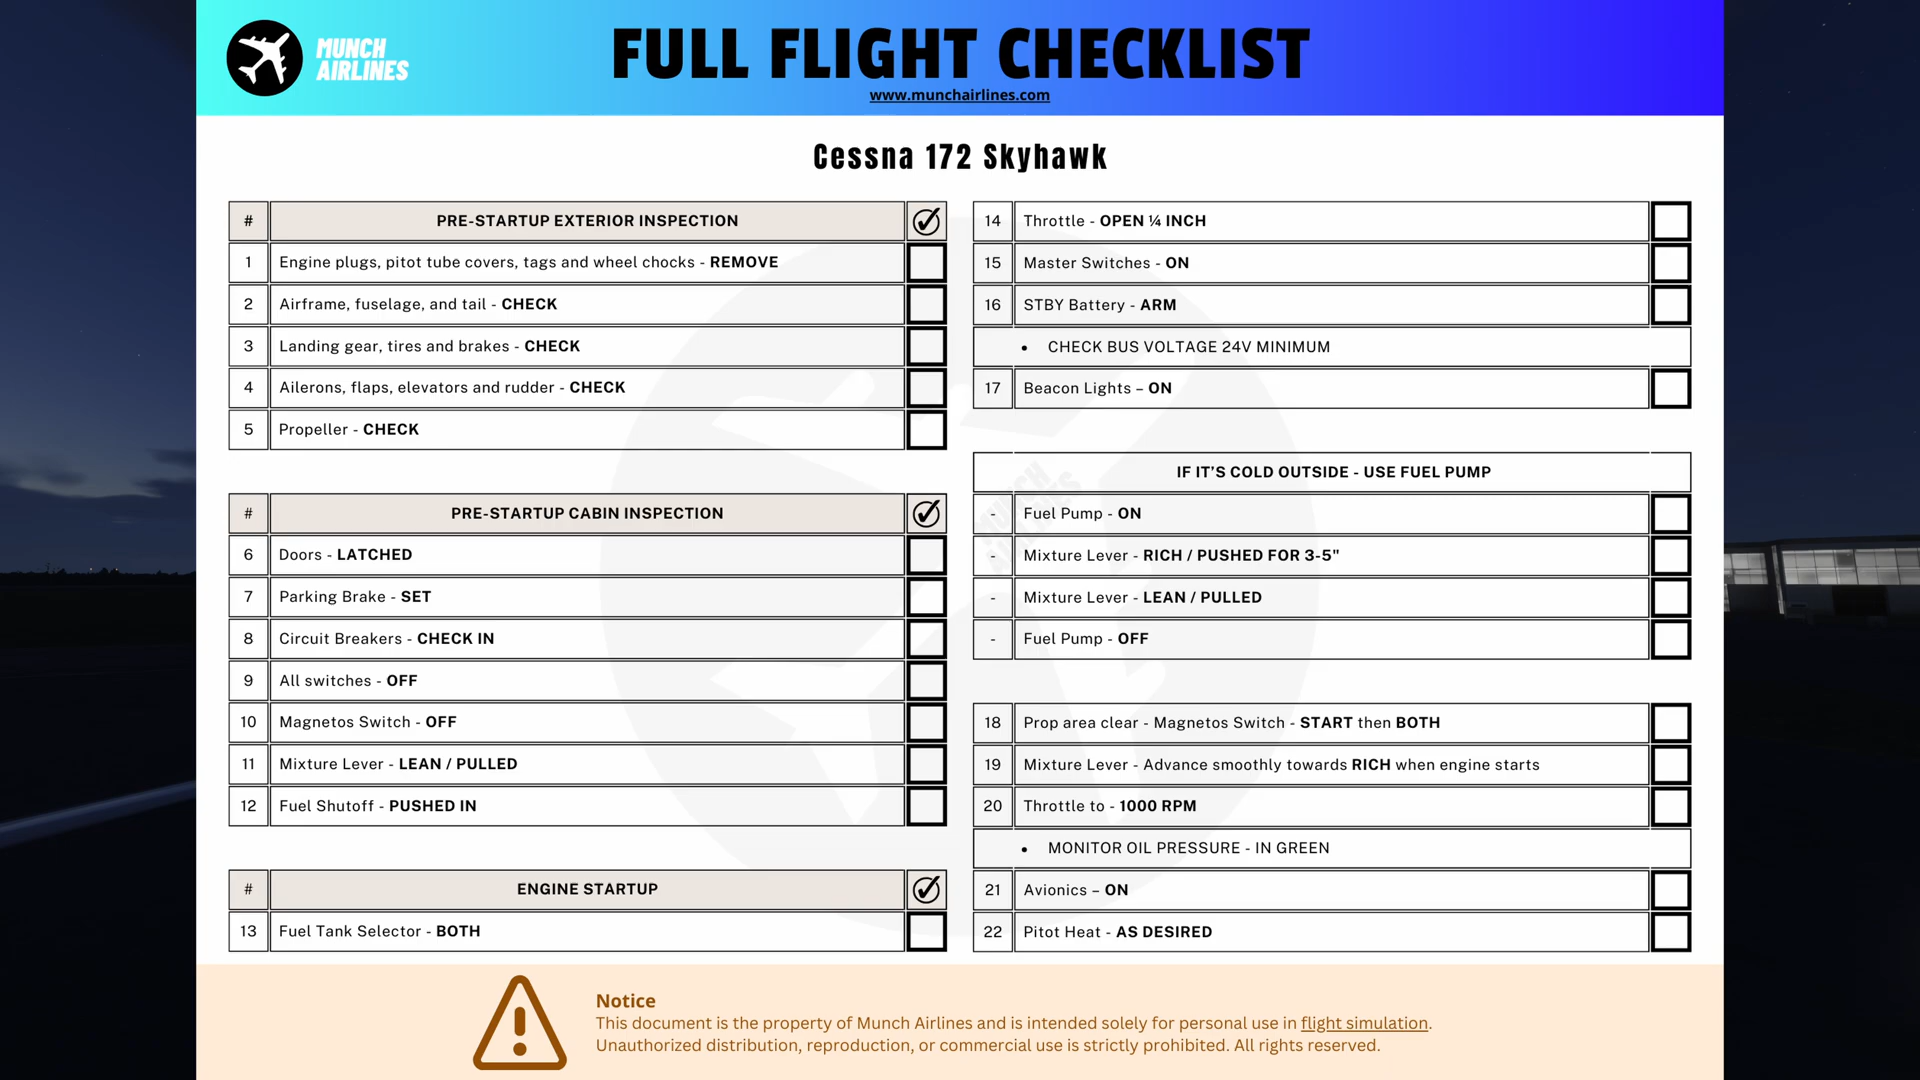 MUNCH
AIRLINES
FULL FLIGHT CHECKLIST
www.munchairlines.com
Cessna 172 Skyhawk
# PRE-STARTUP EXTERIOR INSPECTION
1 Engine plugs, pitot tube covers, tags and wheel chocks - REMOVE
2 Airframe, fuselage, and tail - CHECK
3 Landing gear, tires and brakes - CHECK
4 Ailerons, flaps, elevators and rudder - CHECK
5 Propeller - CHECK
# PRE-STARTUP CABIN INSPECTION
6 Doors - LATCHED
7 Parking Brake - SET
8 Circuit Breakers - CHECK IN
9 All switches - OFF
10 Magnetos Switch - OFF
11 Mixture Lever - LEAN / PULLED
12 Fuel Shutoff - PUSHED IN
# ENGINE STARTUP
13 Fuel Tank Selector - BOTH
14 Throttle - OPEN ¼ INCH
15 Master Switches - ON
16 STBY Battery - ARM
• CHECK BUS VOLTAGE 24V MINIMUM
17 Beacon Lights – ON
IF IT'S COLD OUTSIDE - USE FUEL PUMP
- Fuel Pump - ON
- Mixture Lever - RICH / PUSHED FOR 3-5"
- Mixture Lever - LEAN / PULLED
- Fuel Pump - OFF
18 Prop area clear - Magnetos Switch - START then BOTH
19 Mixture Lever - Advance smoothly towards RICH when engine starts
20 Throttle to - 1000 RPM
• MONITOR OIL PRESSURE - IN GREEN
21 Avionics – ON
22 Pitot Heat - AS DESIRED
MUNCH
AIRLINES
Notice
This document is the property of Munch Airlines and is intended solely for personal use in flight simulation.
Unauthorized distribution, reproduction, or commercial use is strictly prohibited. All rights reserved.